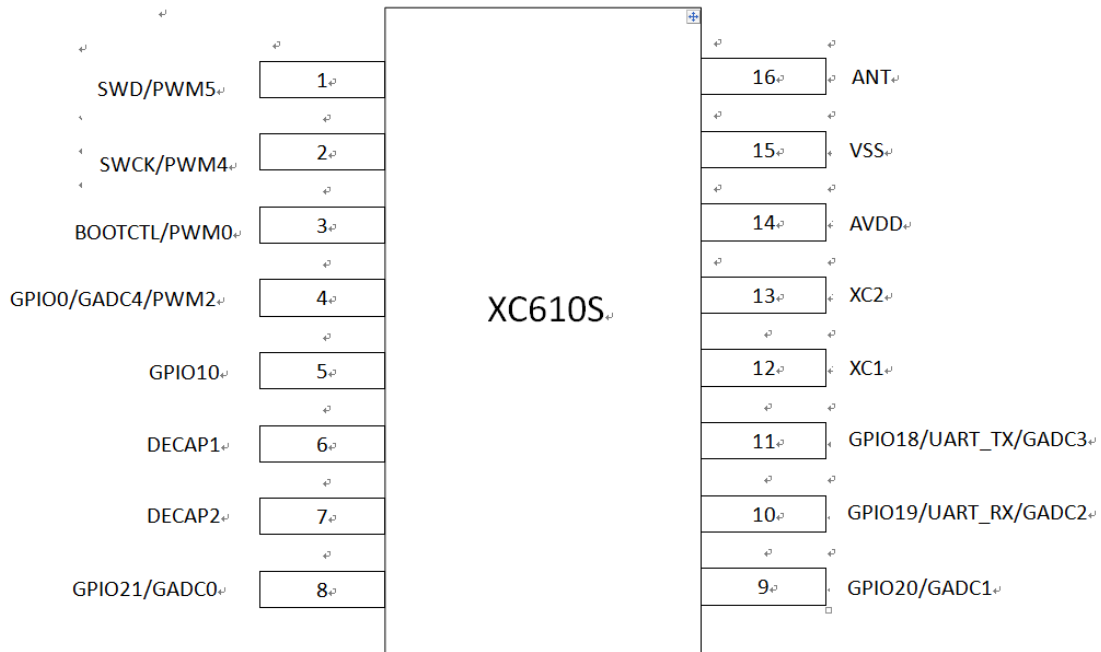 SWD/PWM5 1
SWCK/PWM4 2
BOOTCTL/PWM0 3
GPIO0/GADC4/PWM2 4
GPIO10 5
DECAP1 6
DECAP2 7
GPIO21/GADC0 8
XC610S
16 ANT
15 VSS
14 AVDD
13 XC2
12 XC1
11 GPIO18/UART_TX/GADC3
10 GPIO19/UART_RX/GADC2
9 GPIO20/GADC1